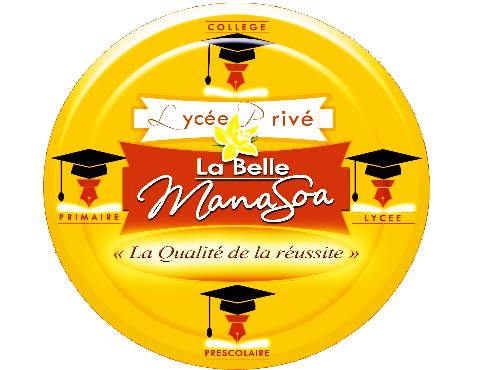 COLLEGE
Lycée Privé
La Belle
ManaSoa
PRIMAIRE
LYCEE
« La Qualité de la réussite »
PRESCOLAIRE